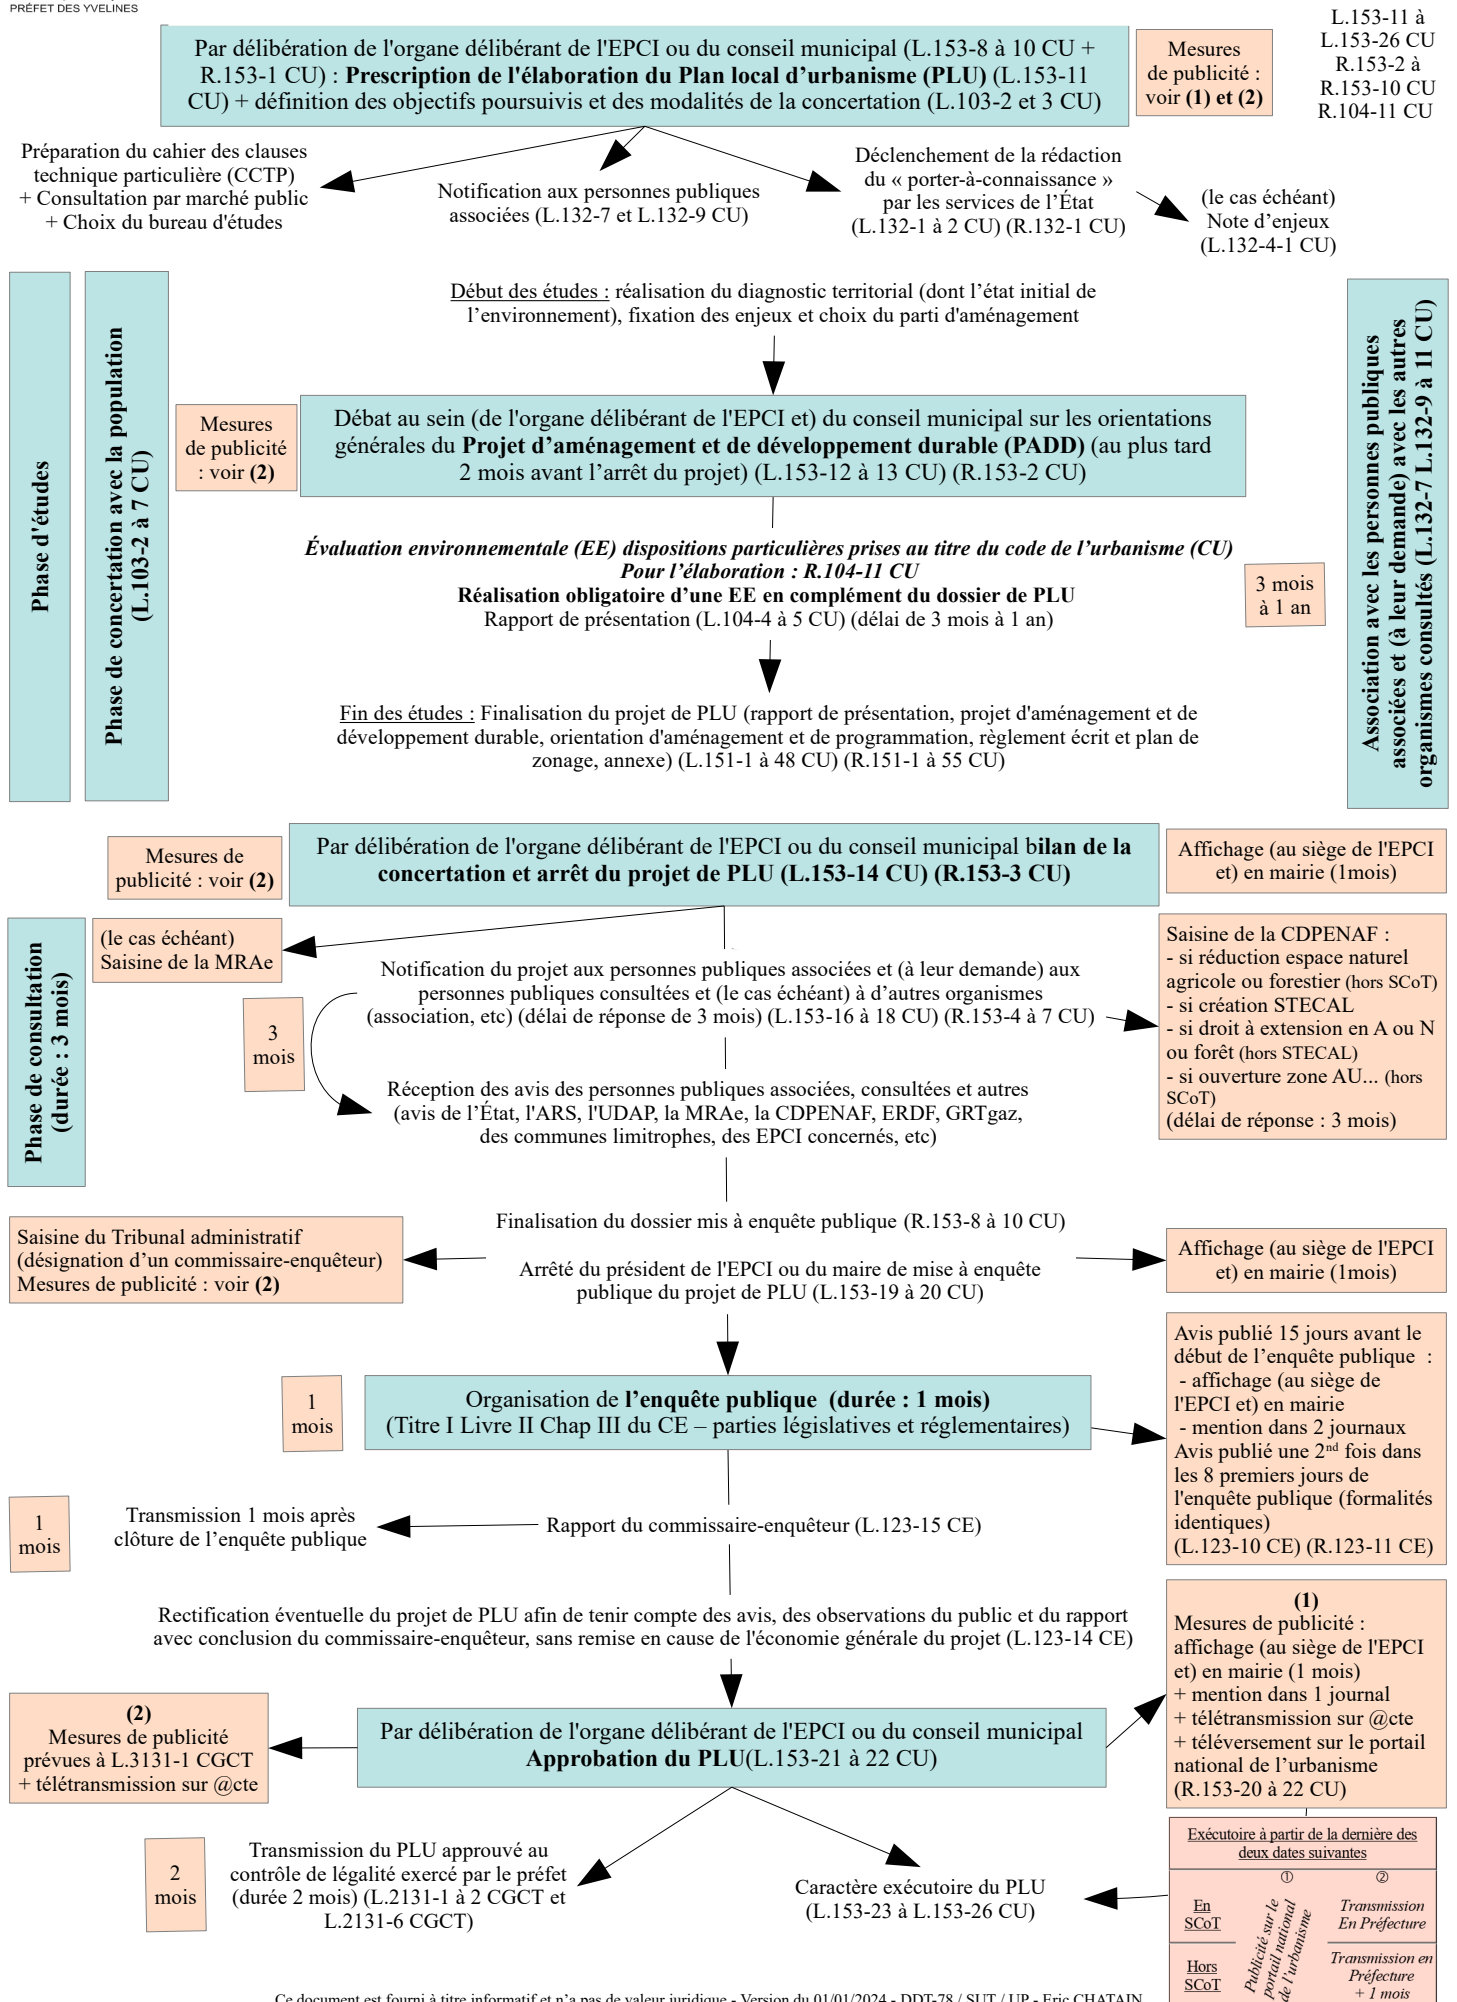 PRÉFET DES YVELINES
L.153-11 à
L.153-26 CU
R.153-2 à
R.153-10 CU
R.104-11 CU
Par délibération de l'organe délibérant de l'EPCI ou du conseil municipal (L.153-8 à 10 CU +
R.153-1 CU) : Prescription de l'élaboration du Plan local d’urbanisme (PLU) (L.153-11
CU) + définition des objectifs poursuivis et des modalités de la concertation (L.103-2 et 3 CU)
Mesures
de publicité :
voir (1) et (2)
Préparation du cahier des clauses
technique particulière (CCTP)
+ Consultation par marché public
+ Choix du bureau d'études
Notification aux personnes publiques
associées (L.132-7 et L.132-9 CU)
Déclenchement de la rédaction
du « porter-à-connaissance »
par les services de l’État
(L.132-1 à 2 CU) (R.132-1 CU)
(le cas échéant)
Note d’enjeux
(L.132-4-1 CU)
Phase d'études
Phase de concertation avec la population
(L.103-2 à 7 CU)
Début des études : réalisation du diagnostic territorial (dont l’état initial de
l’environnement), fixation des enjeux et choix du parti d'aménagement
Mesures
de publicité
: voir (2)
Débat au sein (de l'organe délibérant de l'EPCI et) du conseil municipal sur les orientations
générales du Projet d’aménagement et de développement durable (PADD) (au plus tard
2 mois avant l’arrêt du projet) (L.153-12 à 13 CU) (R.153-2 CU)
Évaluation environnementale (EE) dispositions particulières prises au titre du code de l’urbanisme (CU)
Pour l’élaboration : R.104-11 CU
Réalisation obligatoire d’une EE en complément du dossier de PLU
Rapport de présentation (L.104-4 à 5 CU) (délai de 3 mois à 1 an)
3 mois
à 1 an
Association avec les personnes publiques
associées et (à leur demande) avec les autres
organismes consultés (L.132-7 L.132-9 à 11 CU)
Fin des études : Finalisation du projet de PLU (rapport de présentation, projet d'aménagement et de
développement durable, orientation d'aménagement et de programmation, règlement écrit et plan de
zonage, annexe) (L.151-1 à 48 CU) (R.151-1 à 55 CU)
Mesures de
publicité : voir (2)
Par délibération de l'organe délibérant de l'EPCI ou du conseil municipal bilan de la
concertation et arrêt du projet de PLU (L.153-14 CU) (R.153-3 CU)
Affichage (au siège de l'EPCI
et) en mairie (1mois)
Phase de consultation
(durée : 3 mois)
(le cas échéant)
Saisine de la MRAe
3
mois
Notification du projet aux personnes publiques associées et (à leur demande) aux
personnes publiques consultées et (le cas échéant) à d’autres organismes
(association, etc) (délai de réponse de 3 mois) (L.153-16 à 18 CU) (R.153-4 à 7 CU)
Saisine de la CDPENAF :
- si réduction espace naturel
agricole ou forestier (hors SCoT)
- si création STECAL
- si droit à extension en A ou N
ou forêt (hors STECAL)
- si ouverture zone AU... (hors
SCoT)
(délai de réponse : 3 mois)
Réception des avis des personnes publiques associées, consultées et autres
(avis de l’État, l'ARS, l'UDAP, la MRAe, la CDPENAF, ERDF, GRTgaz,
des communes limitrophes, des EPCI concernés, etc)
Saisine du Tribunal administratif
(désignation d’un commissaire-enquêteur)
Mesures de publicité : voir (2)
Finalisation du dossier mis à enquête publique (R.153-8 à 10 CU)
Arrêté du président de l'EPCI ou du maire de mise à enquête
publique du projet de PLU (L.153-19 à 20 CU)
Affichage (au siège de l'EPCI
et) en mairie (1mois)
1
mois
Organisation de l’enquête publique (durée : 1 mois)
(Titre I Livre II Chap III du CE – parties législatives et réglementaires)
Avis publié 15 jours avant le
début de l’enquête publique :
- affichage (au siège de
l'EPCI et) en mairie
- mention dans 2 journaux
Avis publié une 2nd fois dans
les 8 premiers jours de
l'enquête publique (formalités
identiques)
(L.123-10 CE) (R.123-11 CE)
1
mois
Transmission 1 mois après
clôture de l’enquête publique
Rapport du commissaire-enquêteur (L.123-15 CE)
Rectification éventuelle du projet de PLU afin de tenir compte des avis, des observations du public et du rapport
avec conclusion du commissaire-enquêteur, sans remise en cause de l'économie générale du projet (L.123-14 CE)
(1)
Mesures de publicité :
affichage (au siège de l'EPCI
et) en mairie (1 mois)
+ mention dans 1 journal
+ télétransmission sur @cte
+ téléversement sur le portail
national de l’urbanisme
(R.153-20 à 22 CU)
(2)
Mesures de publicité
prévues à L.3131-1 CGCT
+ télétransmission sur @cte
Par délibération de l'organe délibérant de l'EPCI ou du conseil municipal
Approbation du PLU(L.153-21 à 22 CU)
2
mois
Transmission du PLU approuvé au
contrôle de légalité exercé par le préfet
(durée 2 mois) (L.2131-1 à 2 CGCT et
L.2131-6 CGCT)
Caractère exécutoire du PLU
(L.153-23 à L.153-26 CU)
Exécutoire à partir de la dernière des
deux dates suivantes
① ②
En
SCoT
Publicité sur le
portail national
de l’urbanisme
Transmission
En Préfecture
Hors
SCoT
Transmission en
Préfecture
+ 1 mois
Ce document est fourni à titre informatif et n’a pas de valeur juridique - Version du 01/01/2024 - DDT-78 / SUT / UP - Eric CHATAIN